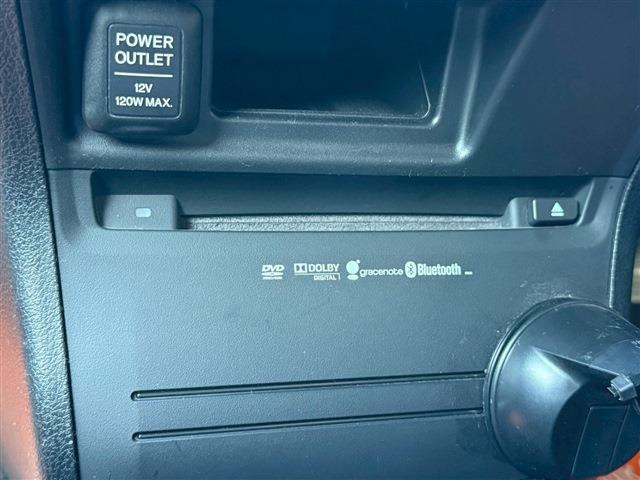 POWER
OUTLET
12V
120W MAX.
DVD DOLBY DIGITAL gracenote Bluetooth